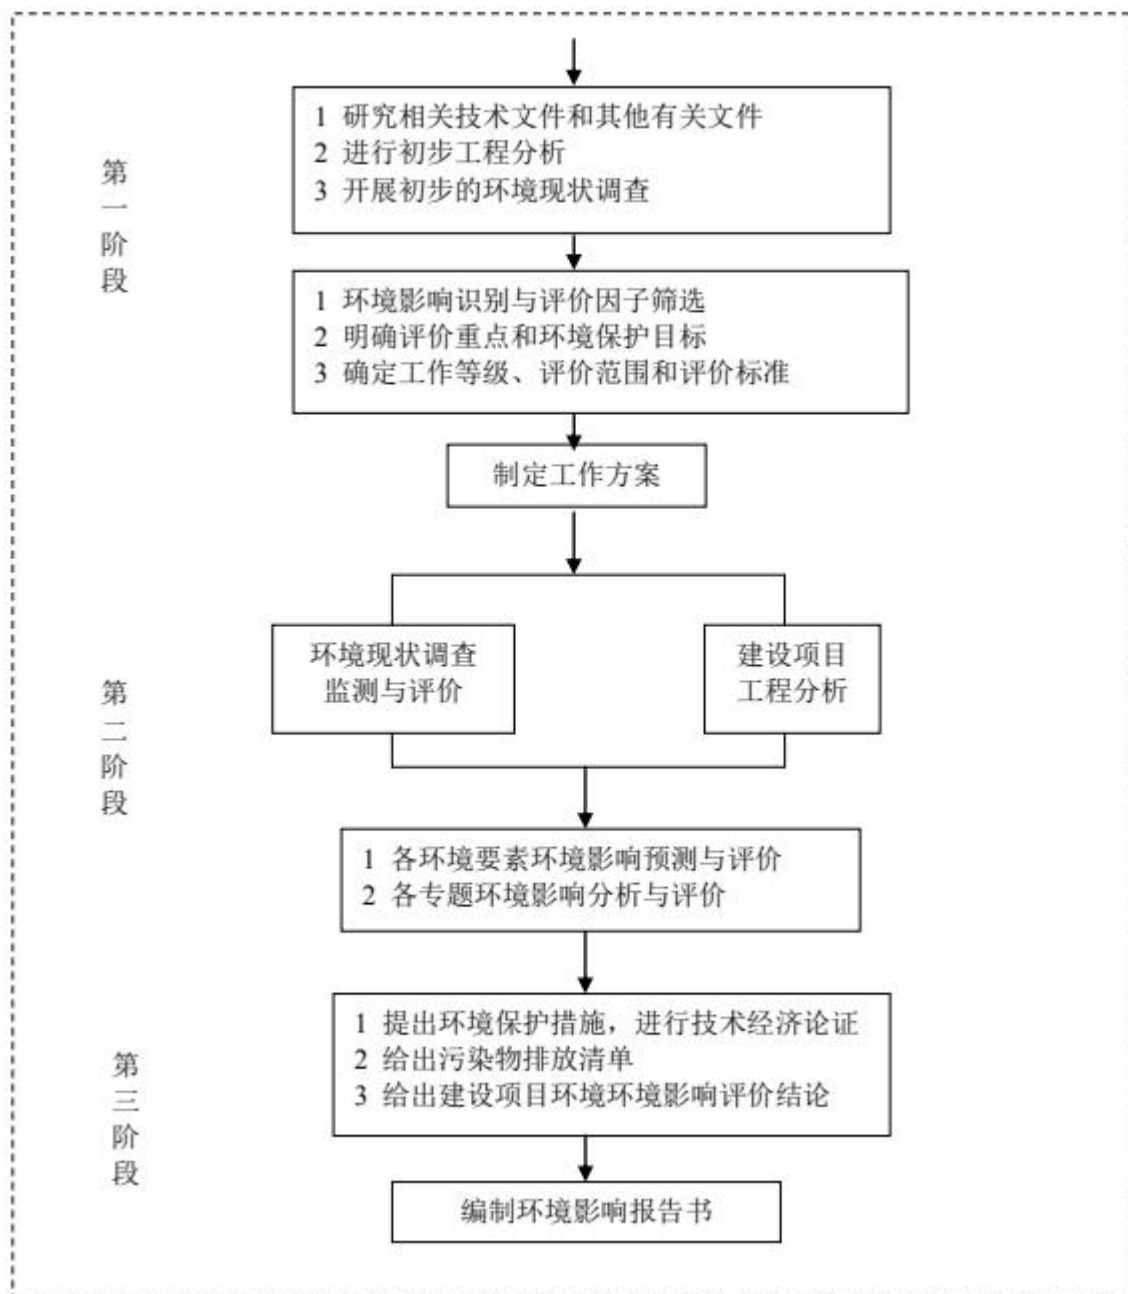 第一阶段
1 研究相关技术文件和其他有关文件
2 进行初步工程分析
3 开展初步的环境现状调查
1 环境影响识别与评价因子筛选
2 明确评价重点和环境保护目标
3 确定工作等级、评价范围和评价标准
制定工作方案
第二阶段
环境现状调查
监测与评价
建设项目
工程分析
1 各环境要素环境影响预测与评价
2 各专题环境影响分析与评价
第三阶段
1 提出环境保护措施，进行技术经济论证
2 给出污染物排放清单
3 给出建设项目环境环境影响评价结论
编制环境影响报告书